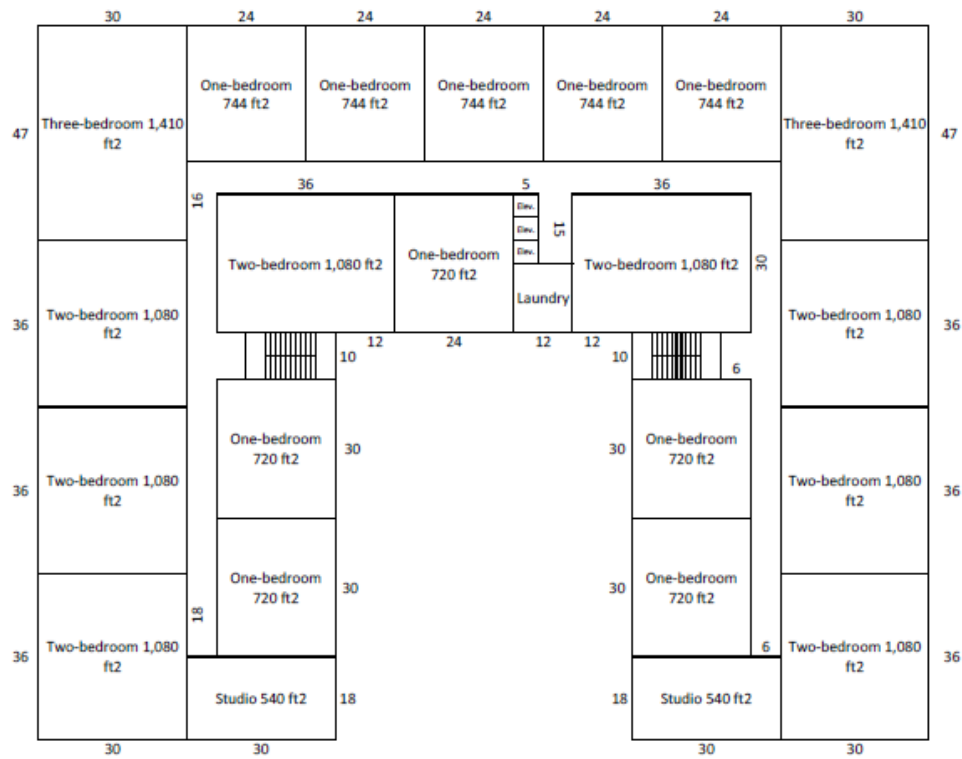 30 24 24 24 24 24 30
One-bedroom One-bedroom One-bedroom One-bedroom One-bedroom
744 ft2 744 ft2 744 ft2 744 ft2 744 ft2
Three-bedroom 1,410 Three-bedroom 1,410
ft2 ft2
47 47
36 5 36
16
Elev.
Elev.
Elev.
15
Two-bedroom 1,080 ft2
One-bedroom
720 ft2
Two-bedroom 1,080 ft2
30
Laundry
Two-bedroom 1,080 Two-bedroom 1,080
ft2 ft2
36 36
12 24 12 12
10 10 6
One-bedroom One-bedroom
720 ft2 720 ft2
30 30
Two-bedroom 1,080 Two-bedroom 1,080
ft2 ft2
36 36
One-bedroom One-bedroom
720 ft2 720 ft2
30 30
18 6
Two-bedroom 1,080 Two-bedroom 1,080
ft2 ft2
36 36
Studio 540 ft2 18 18 Studio 540 ft2
30 30 30 30